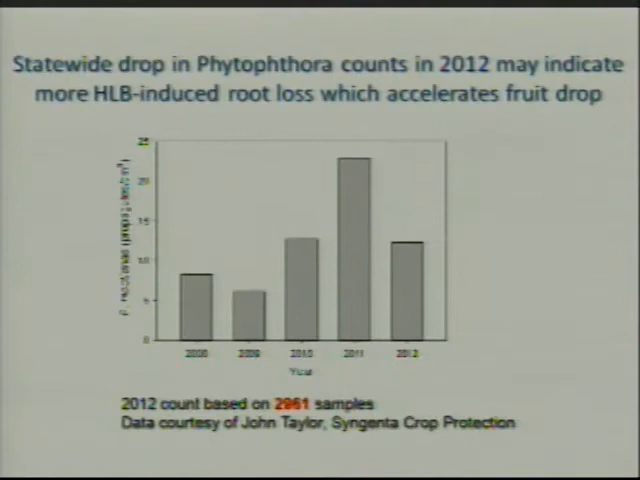 Statewide drop in Phytophthora counts in 2012 may indicate
more HLB-induced root loss which accelerates fruit drop
25
20
15
10
5
0
2008 2009 2010 2011 2012
Year
2012 count based on 2961 samples
Data courtesy of John Taylor, Syngenta Crop Protection